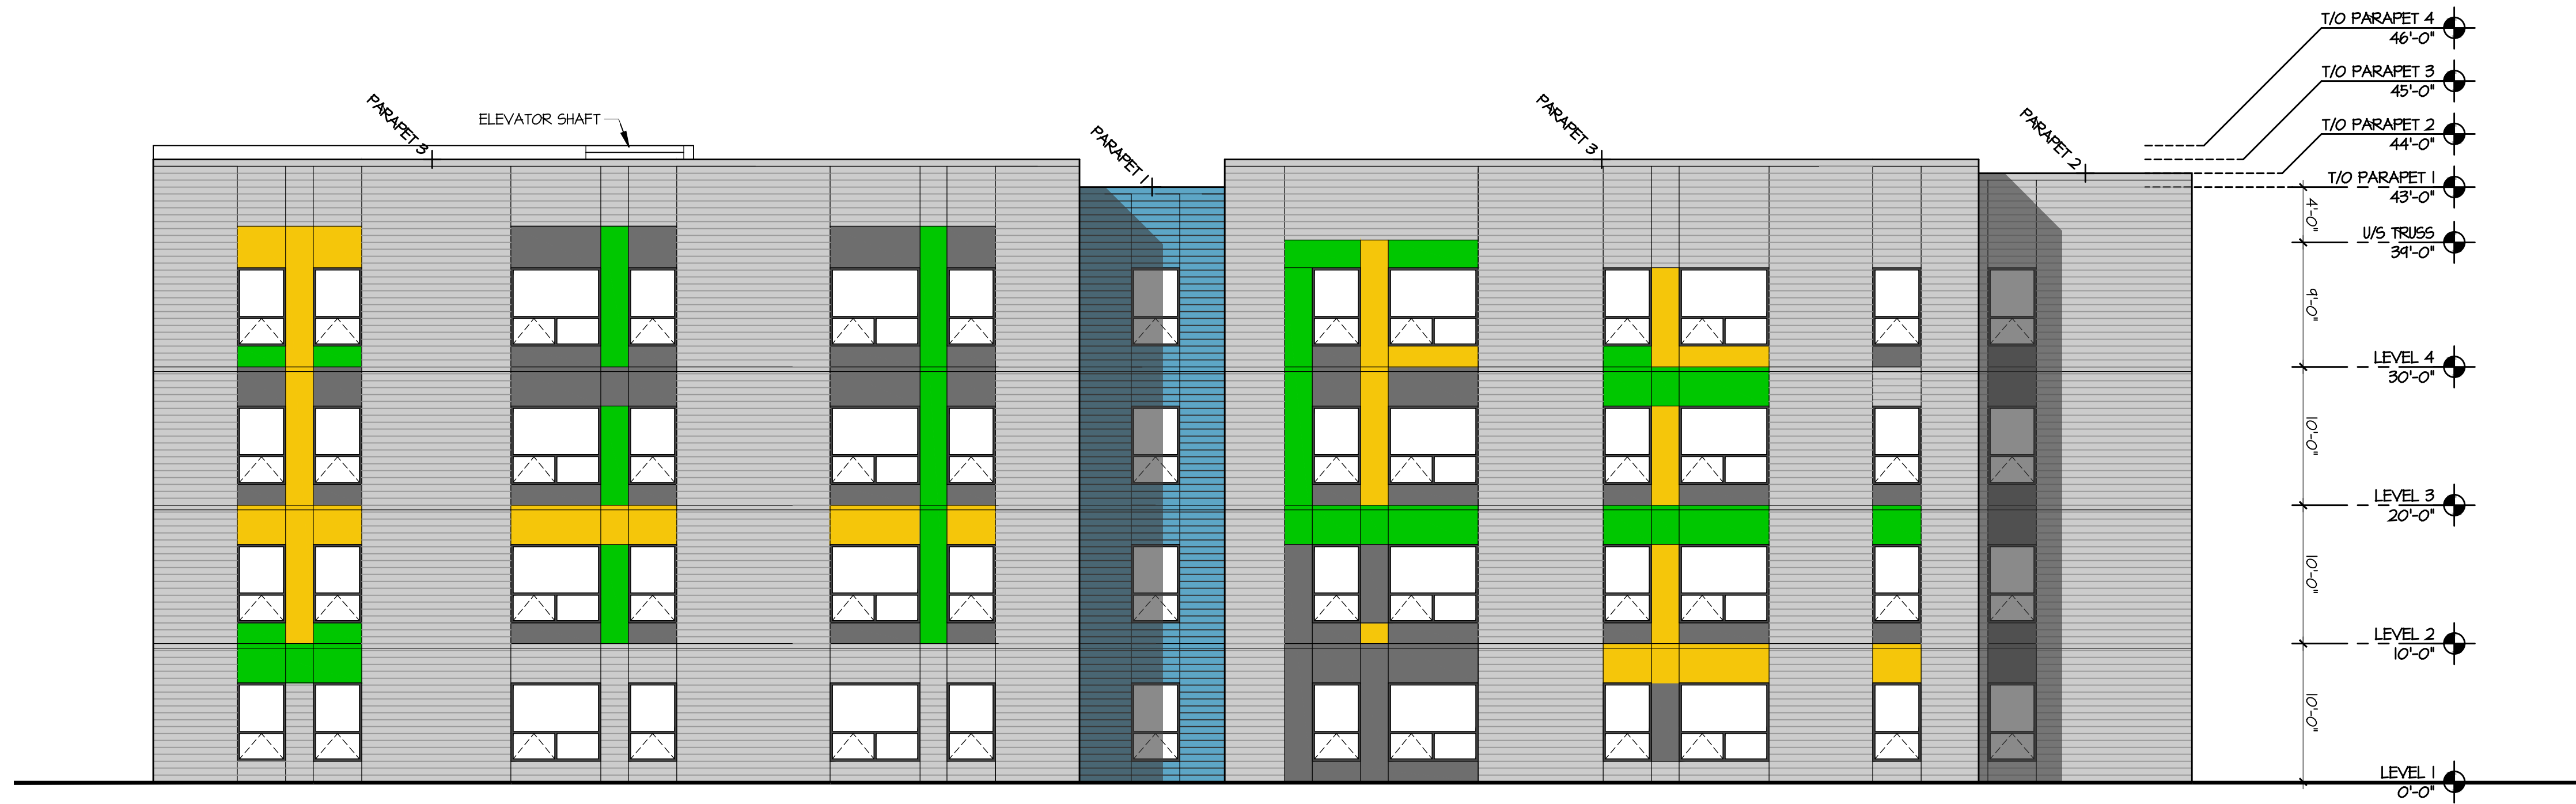 T/O PARAPET 4
46'-0"
T/O PARAPET 3
45'-0"
PARAPET 3
ELEVATOR SHAFT
PARAPET 1
PARAPET 3
PARAPET 2
T/O PARAPET 2
44'-0"
T/O PARAPET 1
43'-0"
4'-0"
U/S TRUSS
39'-0"
9'-0"
LEVEL 4
30'-0"
10'-0"
LEVEL 3
20'-0"
10'-0"
LEVEL 2
10'-0"
10'-0"
LEVEL 1
0'-0"